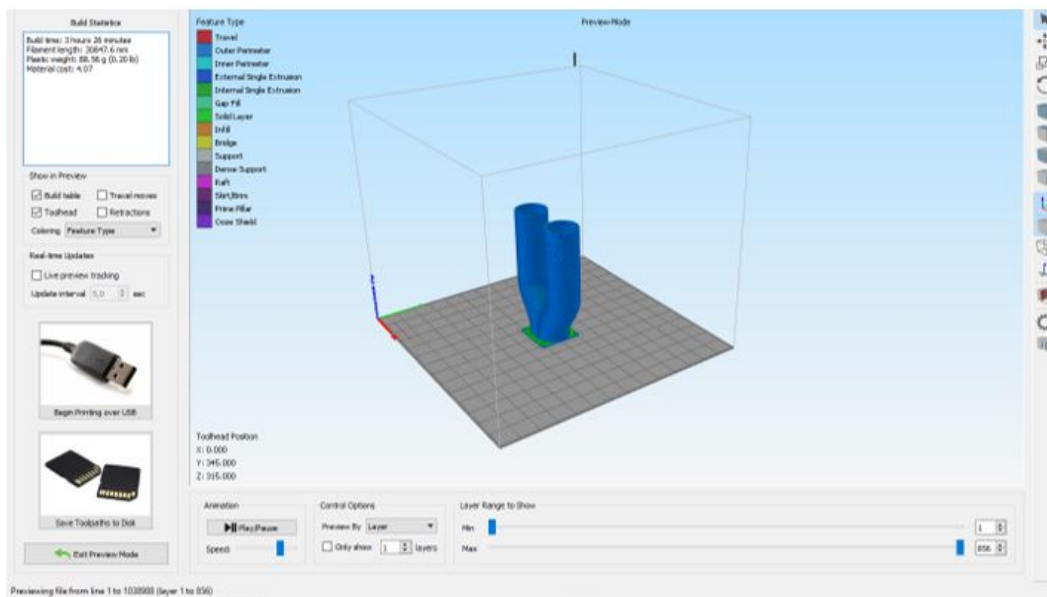 Build Statistics
Build time: 3 hours 26 minutes
Filament length: 30847.6 mm
Plastic weight: 88.56 g (0.20 lb)
Material cost: 4.07
Show in Preview
Build table
Travel moves
Toolhead
Retractions
Coloring Feature Type
Real-time Updates
Live preview tracking
Update interval 5,0 sec
Begin Printing over USB
Save Toolpaths to Disk
Exit Preview Mode
Feature Type
Travel
Outer Perimeter
Inner Perimeter
External Single Extrusion
Internal Single Extrusion
Gap Fill
Solid Layer
Infill
Bridge
Support
Dense Support
Raft
Skirt/Brim
Prime Pillar
Ooze Shield
Preview Mode
Toolhead Position
X: 0.000
Y: 345.000
Z: 315.000
Animation
Play/Pause
Speed:
Control Options
Preview By Layer
Only show 1 layers
Layer Range to Show
Min 1
Max 856
Previewing file from line 1 to 1038988 (layer 1 to 856)